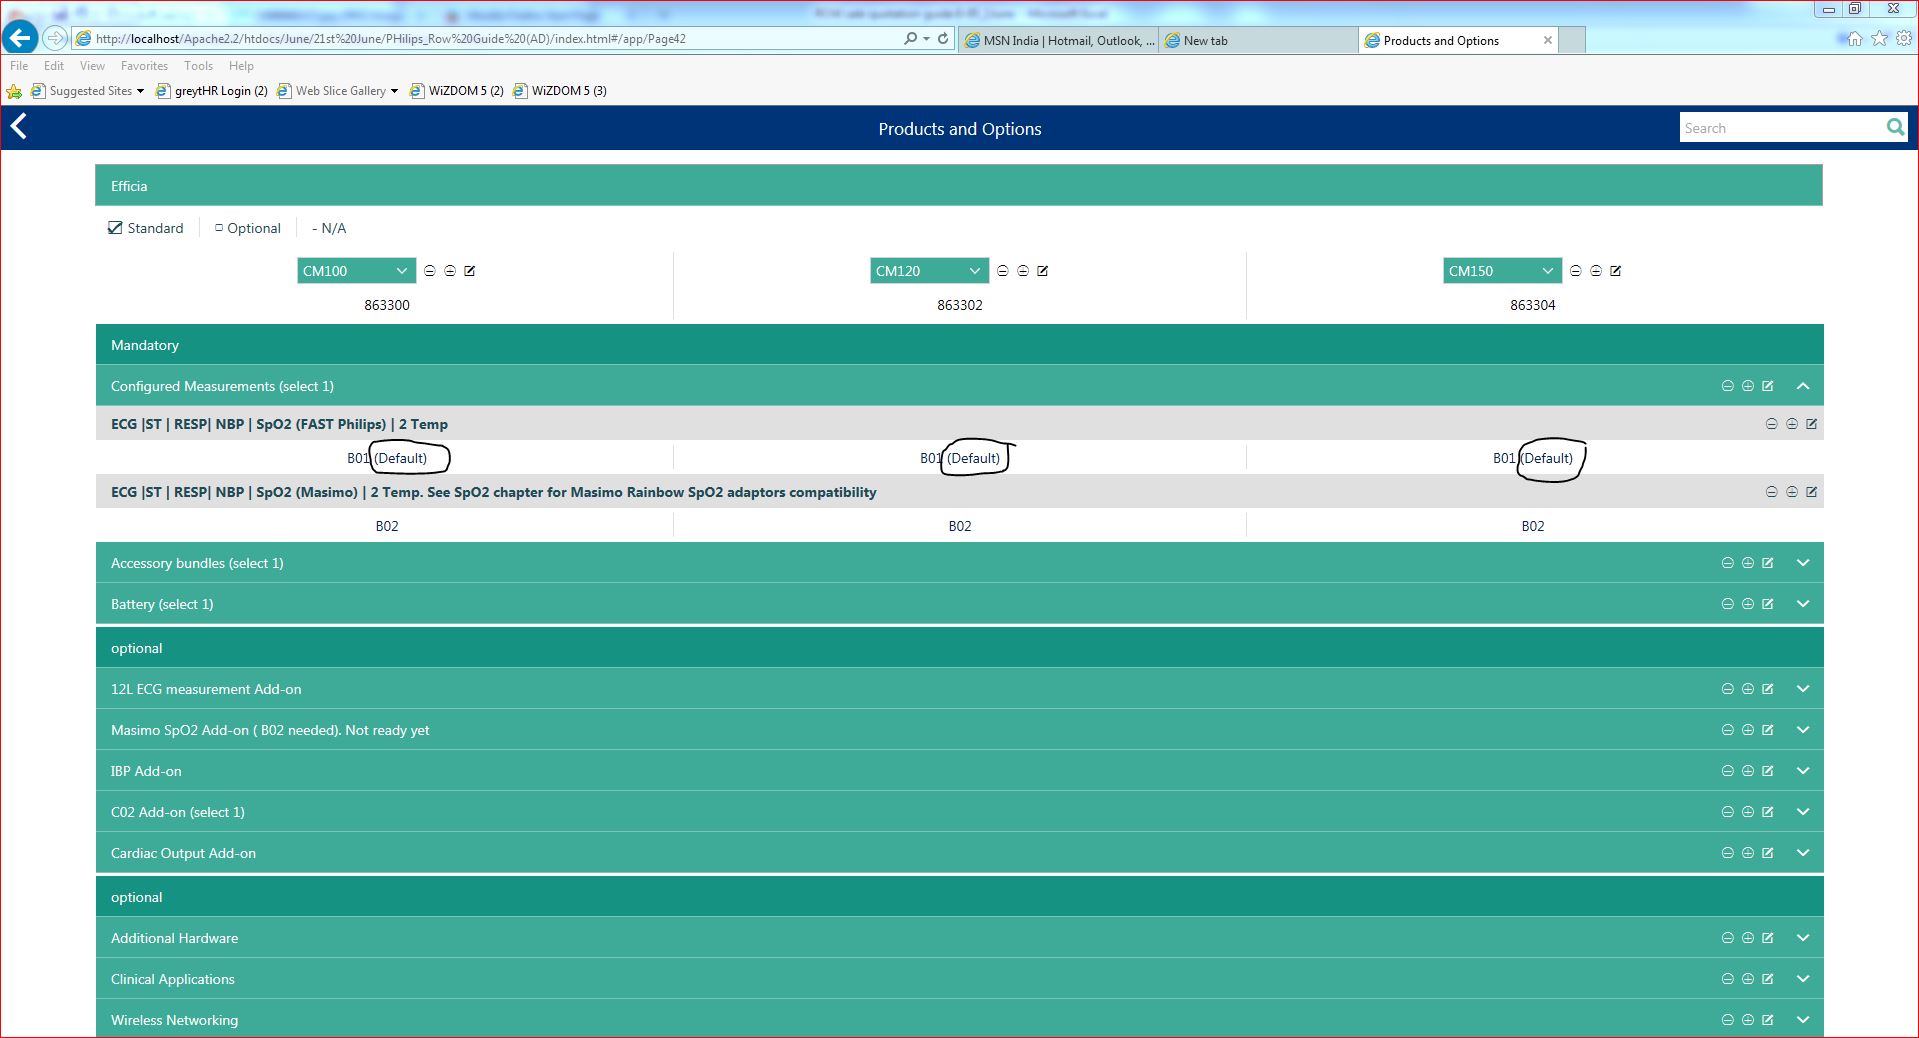 http://localhost/Apache2.2/htdocs/June/21st%20June/PHilips_Row%20Guide%20(AD)/index.html#/app/Page42
MSN India | Hotmail, Outlook, ...
New tab
Products and Options
File Edit View Favorites Tools Help
Suggested Sites greytHR Login (2) Web Slice Gallery WiZDOM 5 (2) WiZDOM 5 (3)
Products and Options
Search
Efficia
Standard Optional - N/A
CM100 CM120 CM150
863300 863302 863304
Mandatory
Configured Measurements (select 1)
ECG |ST | RESP| NBP | SpO2 (FAST Philips) | 2 Temp
B01 (Default) B01 (Default) B01 (Default)
ECG |ST | RESP| NBP | SpO2 (Masimo) | 2 Temp. See SpO2 chapter for Masimo Rainbow SpO2 adaptors compatibility
B02 B02 B02
Accessory bundles (select 1)
Battery (select 1)
optional
12L ECG measurement Add-on
Masimo SpO2 Add-on ( B02 needed). Not ready yet
IBP Add-on
C02 Add-on (select 1)
Cardiac Output Add-on
optional
Additional Hardware
Clinical Applications
Wireless Networking